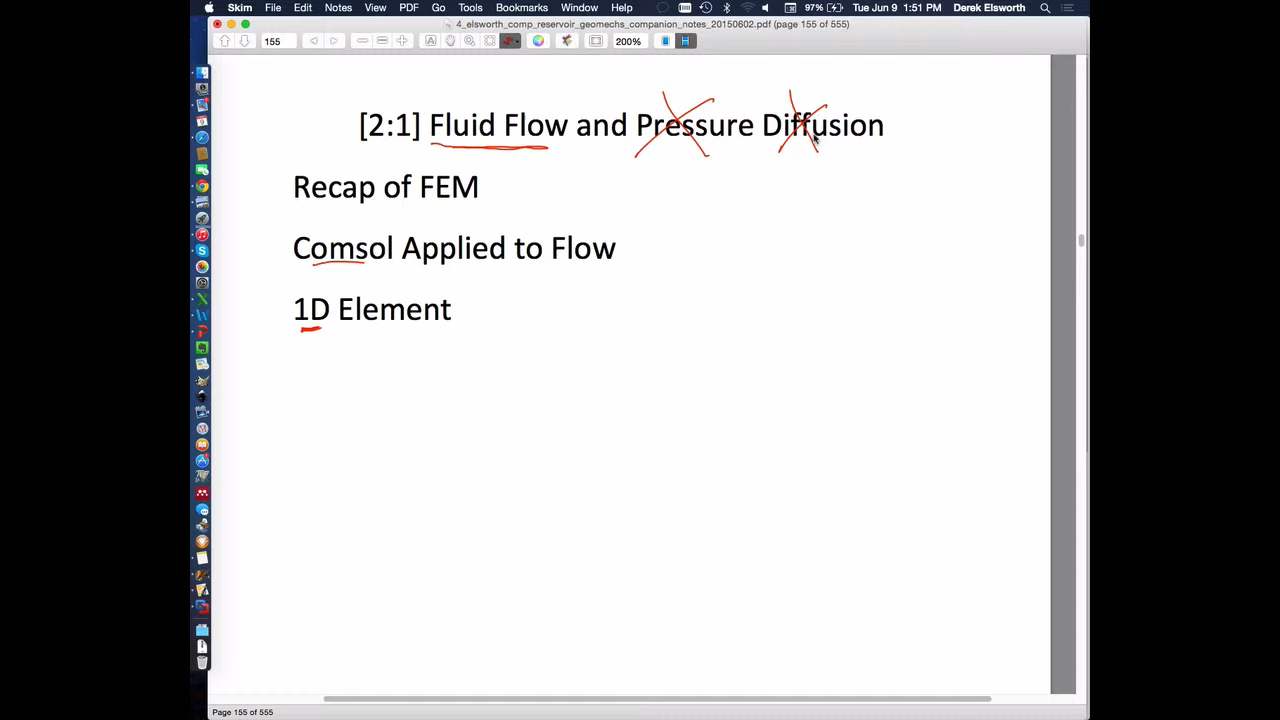 Skim File Edit Notes View PDF Go Tools Bookmarks Window Help 97% Tue Jun 9 1:51 PM Derek Elsworth
4_elsworth_comp_reservoir_geomechs_companion_notes_20150602.pdf (page 155 of 555)
155 200%
[2:1] Fluid Flow and Pressure Diffusion
Recap of FEM
Comsol Applied to Flow
1D Element
Page 155 of 555